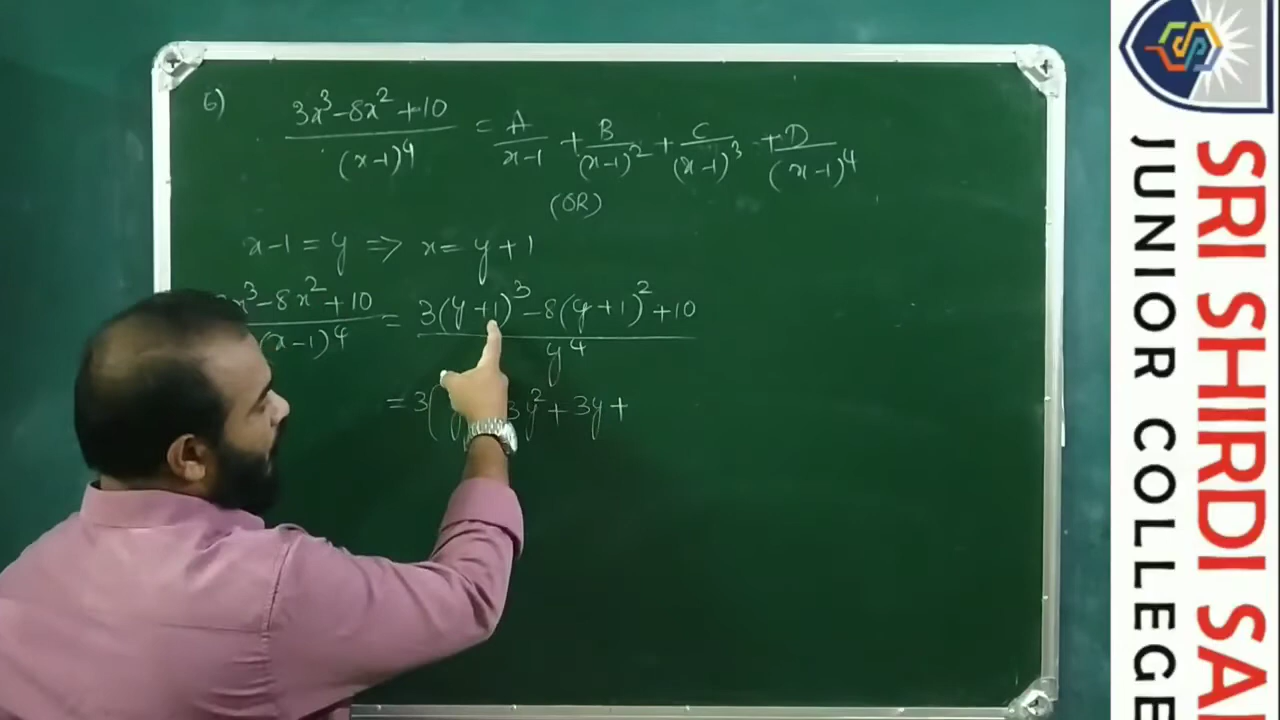 6) 3x³-8x²+10 / (x-1)⁴ = A/x-1 + B/(x-1)² + C/(x-1)³ + D/(x-1)⁴
(OR)
x-1 = y ⇒ x = y+1
x³-8x²+10 / (x-1)⁴ = 3(y+1)³-8(y+1)²+10 / y⁴
= 3( y 3y² + 3y +
SRI SHIRDI SAI
JUNIOR COLLEGE